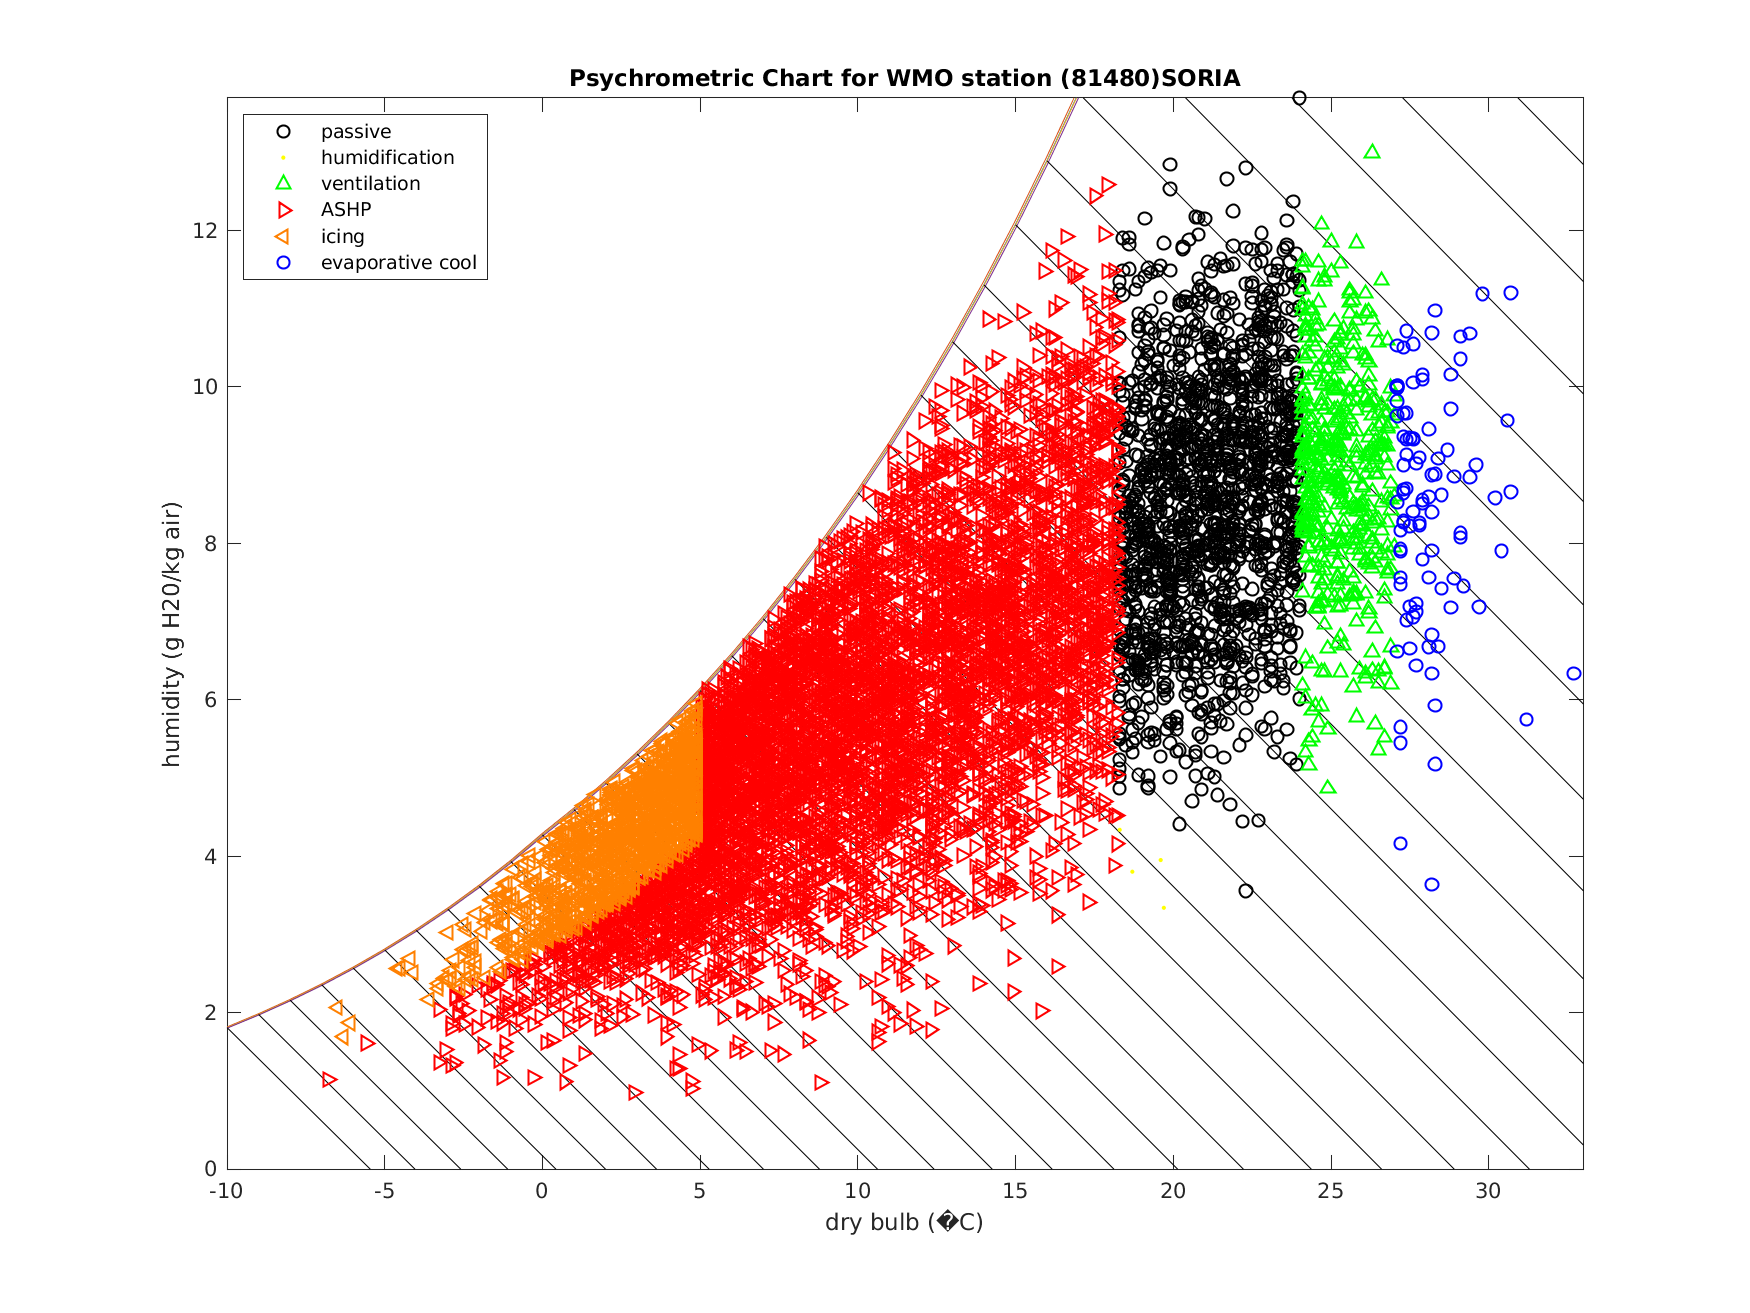 Psychrometric Chart for WMO station (81480)SORIA
passive
humidification
ventilation
ASHP
icing
evaporative cool
humidity (g H20/kg air)
12
10
8
6
4
2
0
-10 -5 0 5 10 15 20 25 30
dry bulb (�C)